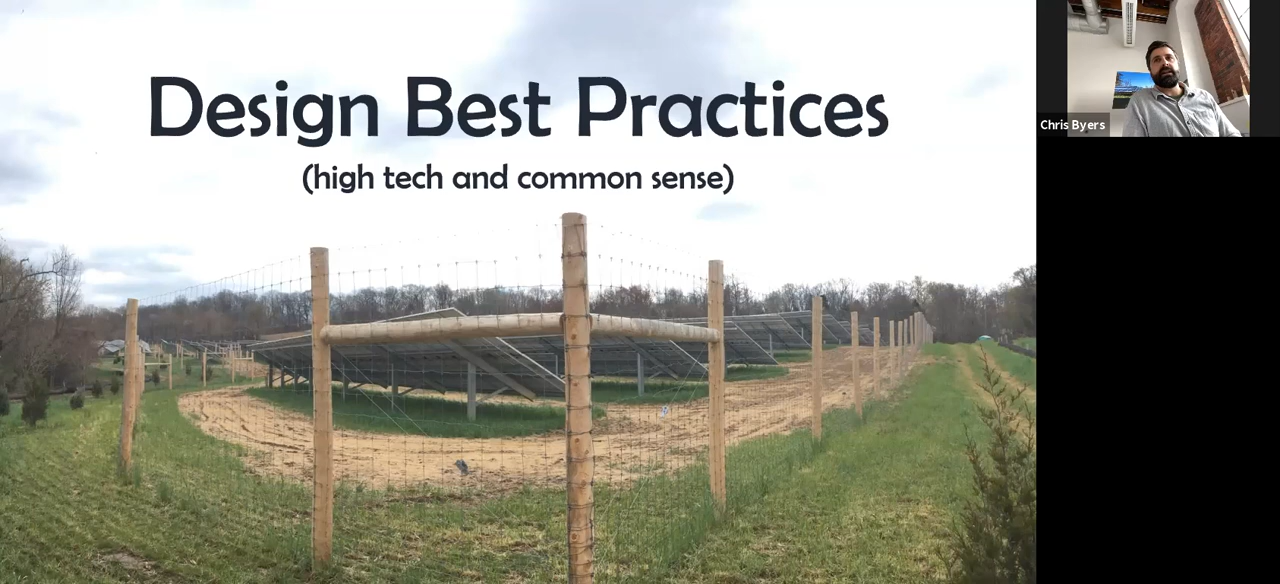 Design Best Practices
(high tech and common sense)
Chris Byers